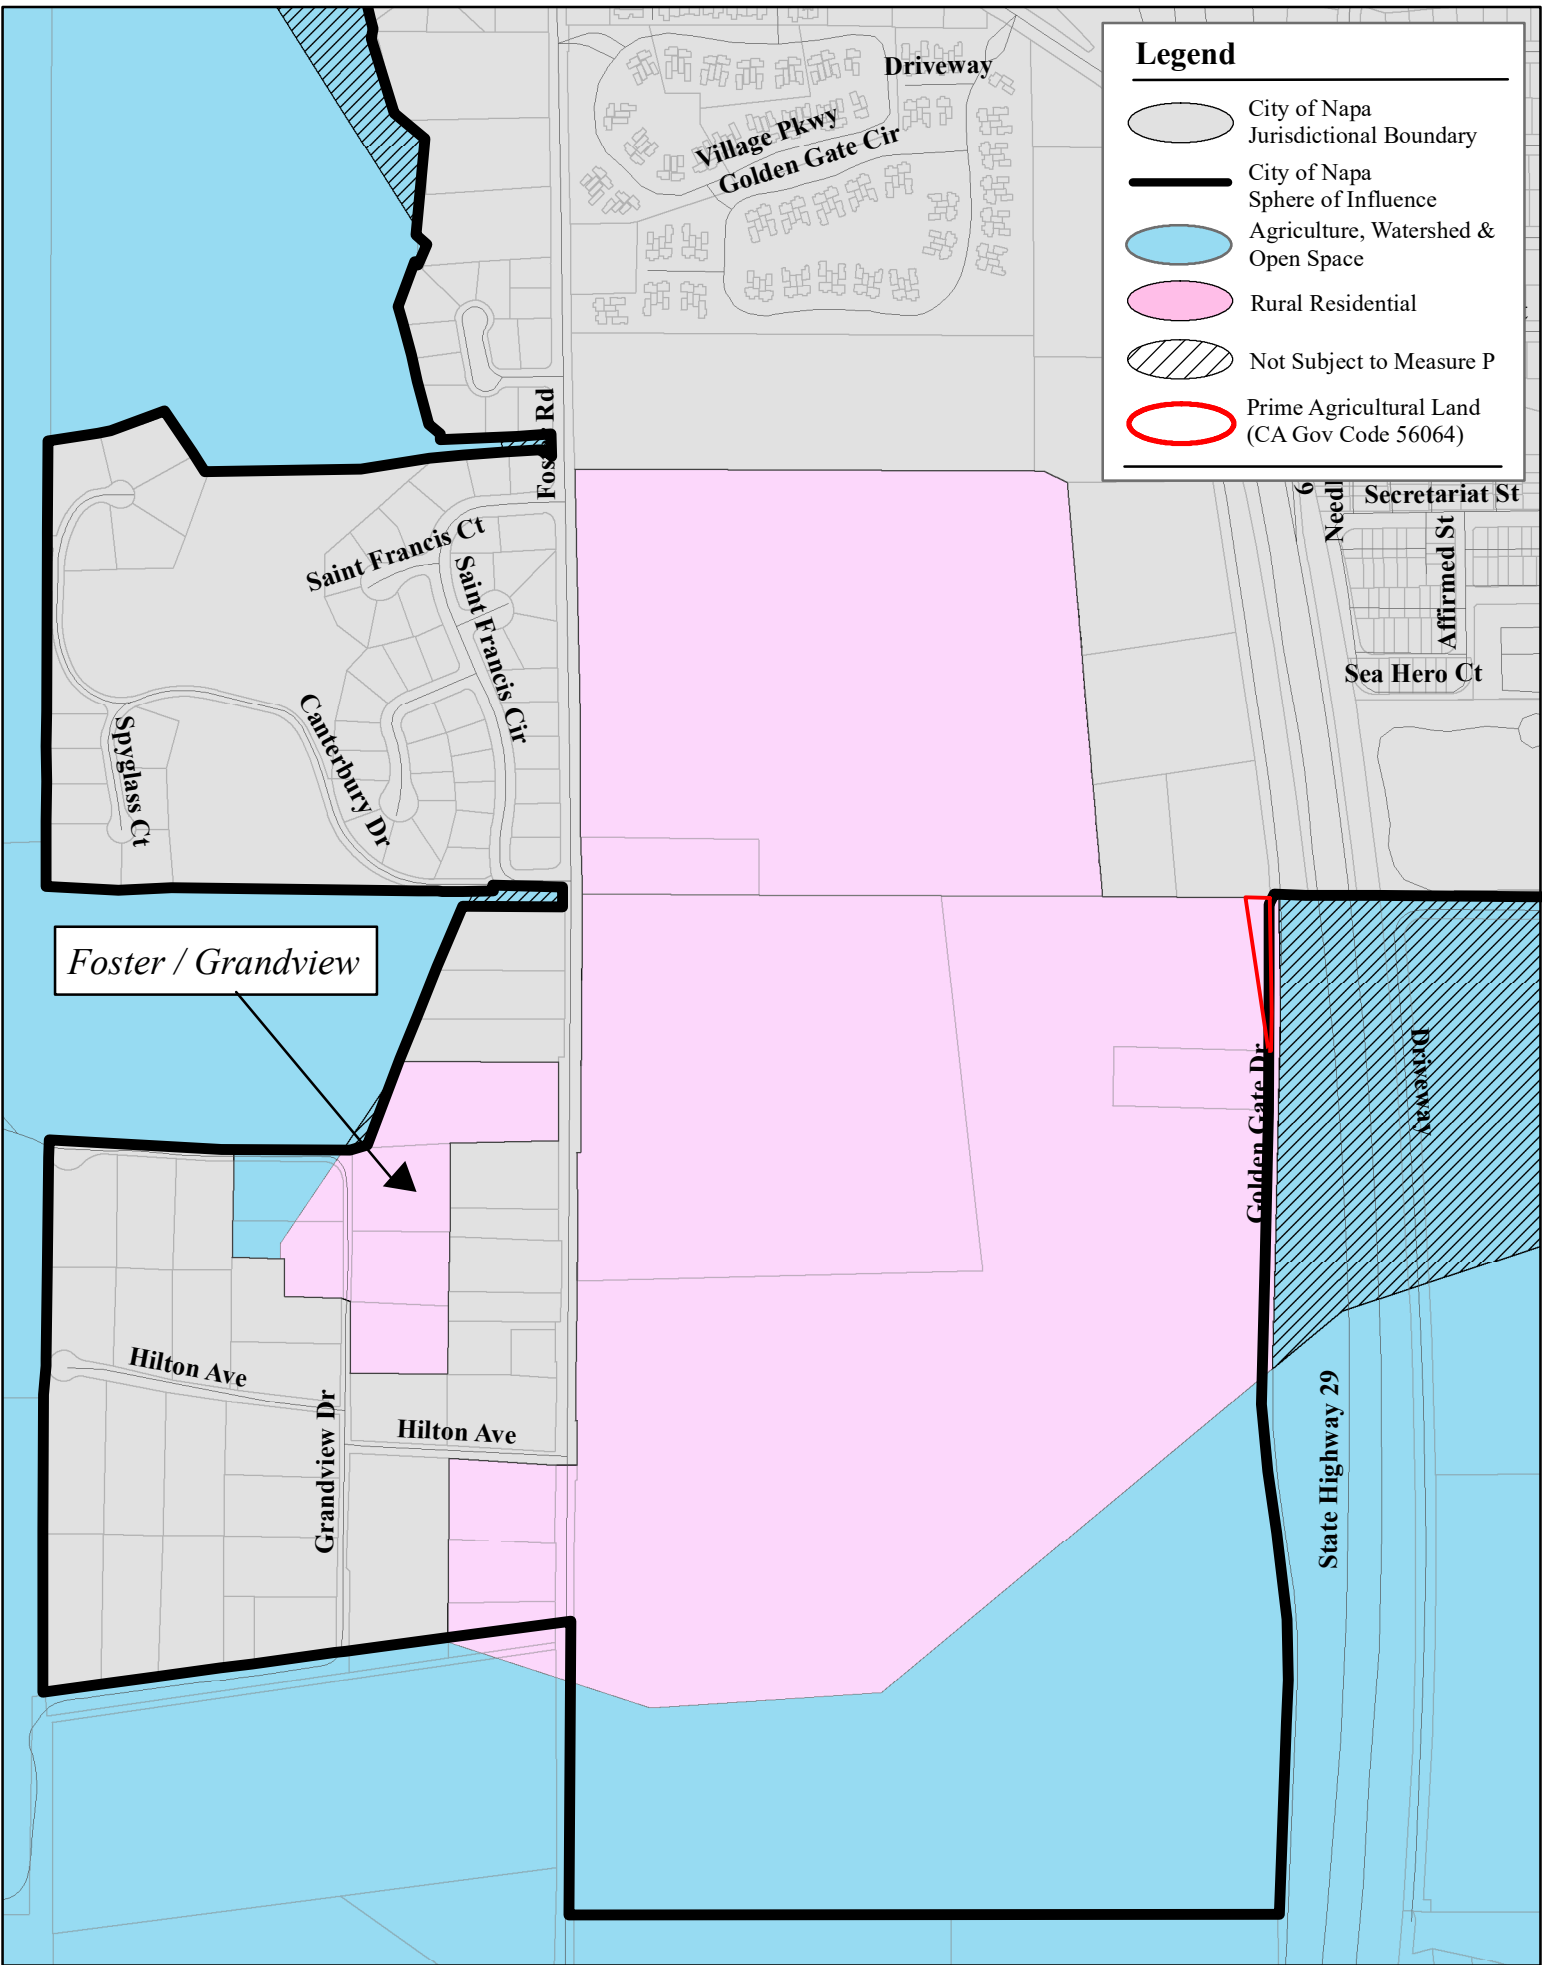 Legend
City of Napa
Jurisdictional Boundary
City of Napa
Sphere of Influence
Agriculture, Watershed &
Open Space
Rural Residential
Not Subject to Measure P
Prime Agricultural Land
(CA Gov Code 56064)
Driveway
Village Pkwy
Golden Gate Cir
Secretariat St
Affirmed St
Sea Hero Ct
Saint Francis Ct
Saint Francis Cir
Canterbury Dr
Spyglass Ct
Foster / Grandview
Driveway
Golden Gate Dr
State Highway 29
Hilton Ave
Hilton Ave
Grandview Dr